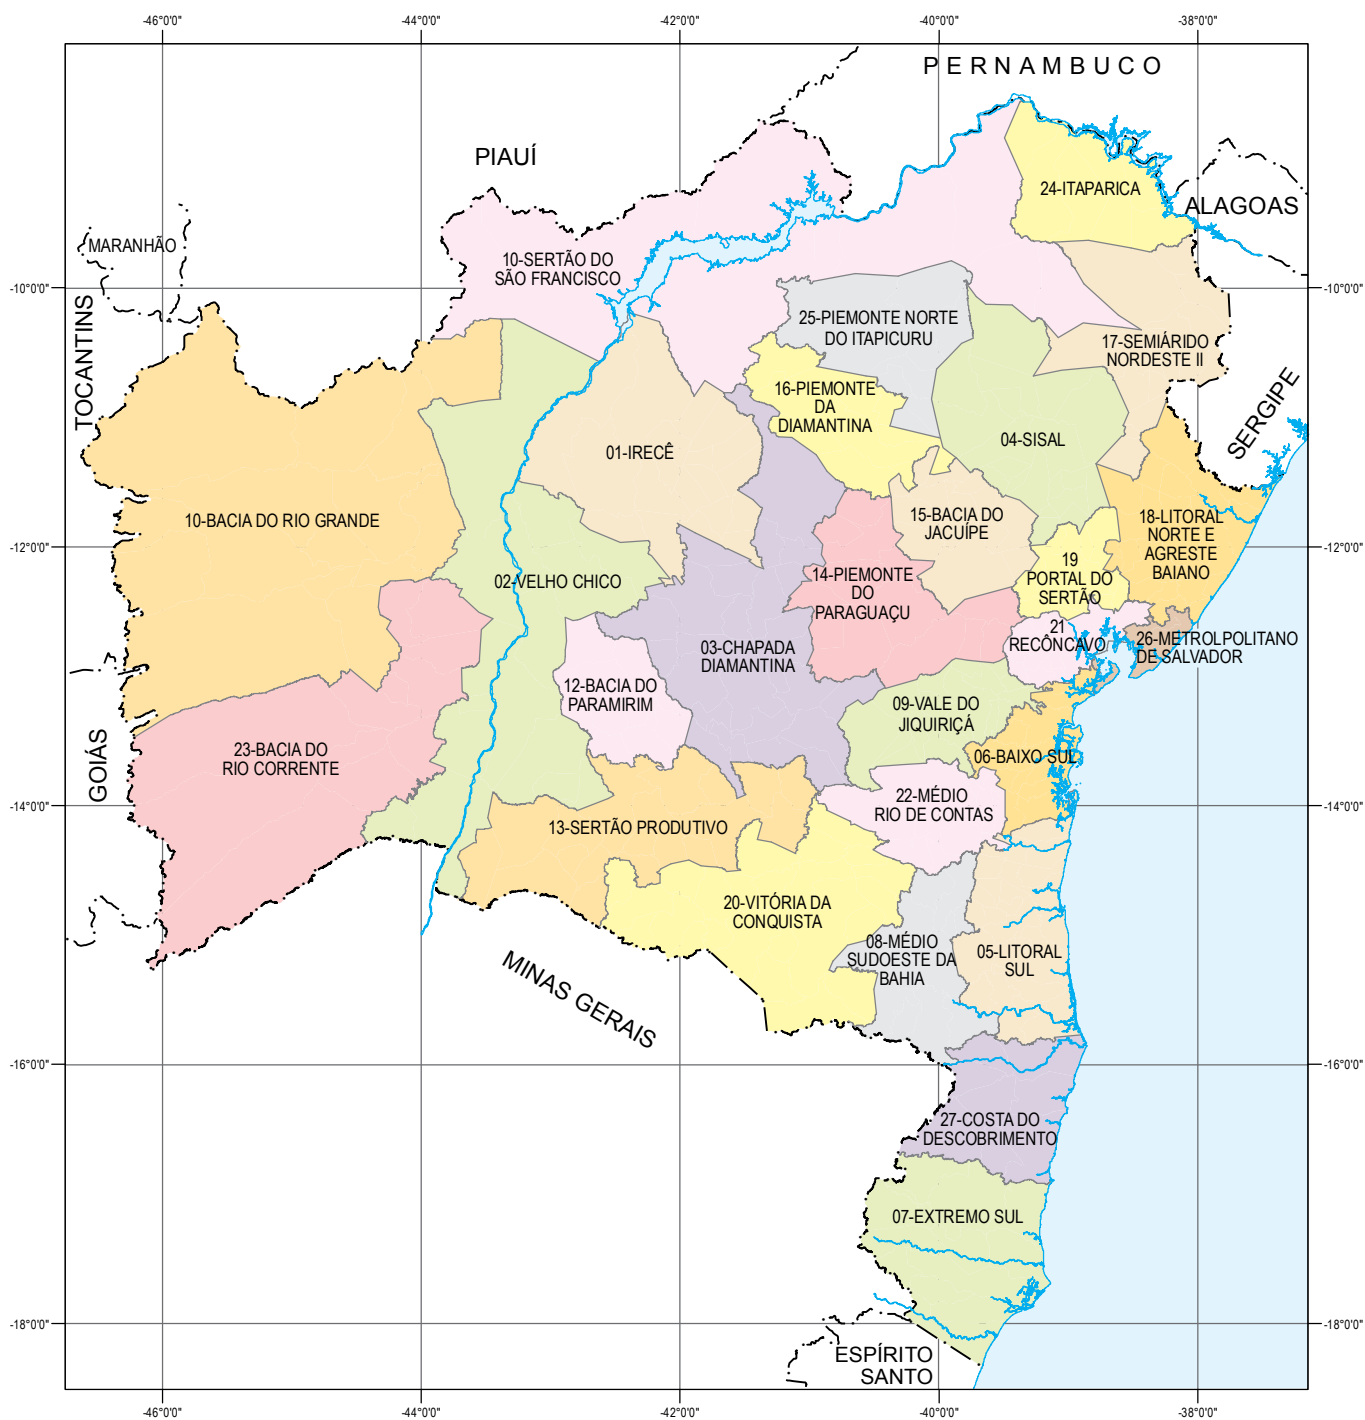 -46°0'0"
-44°0'0"
-42°0'0"
-40°0'0"
-38°0'0"
PERNAMBUCO
PIAUÍ
24-ITAPARICA
ALAGOAS
MARANHÃO
10-SERTÃO DO
SÃO FRANCISCO
-10°0'0"
-10°0'0"
TOCANTINS
25-PIEMONTE NORTE
DO ITAPICURU
17-SEMIÁRIDO
NORDESTE II
16-PIEMONTE
DA
DIAMANTINA
SERGIPE
01-IRECÊ
04-SISAL
10-BACIA DO RIO GRANDE
15-BACIA DO
JACUÍPE
18-LITORAL
NORTE E
AGRESTE
BAIANO
-12°0'0"
-12°0'0"
02-VELHO CHICO
14-PIEMONTE
DO
PARAGUAÇU
19
PORTAL DO
SERTÃO
21
RECÔNCAVO
26-METROLPOLITANO
DE SALVADOR
03-CHAPADA
DIAMANTINA
12-BACIA DO
PARAMIRIM
09-VALE DO
JIQUIRIÇÁ
GOIÁS
23-BACIA DO
RIO CORRENTE
06-BAIXO SUL
-14°0'0"
-14°0'0"
22-MÉDIO
RIO DE CONTAS
13-SERTÃO PRODUTIVO
20-VITÓRIA DA
CONQUISTA
08-MÉDIO
SUDOESTE DA
BAHIA
05-LITORAL
SUL
MINAS GERAIS
-16°0'0"
-16°0'0"
27-COSTA DO
DESCOBRIMENTO
07-EXTREMO SUL
-18°0'0"
-18°0'0"
ESPÍRITO
SANTO
-46°0'0"
-44°0'0"
-42°0'0"
-40°0'0"
-38°0'0"